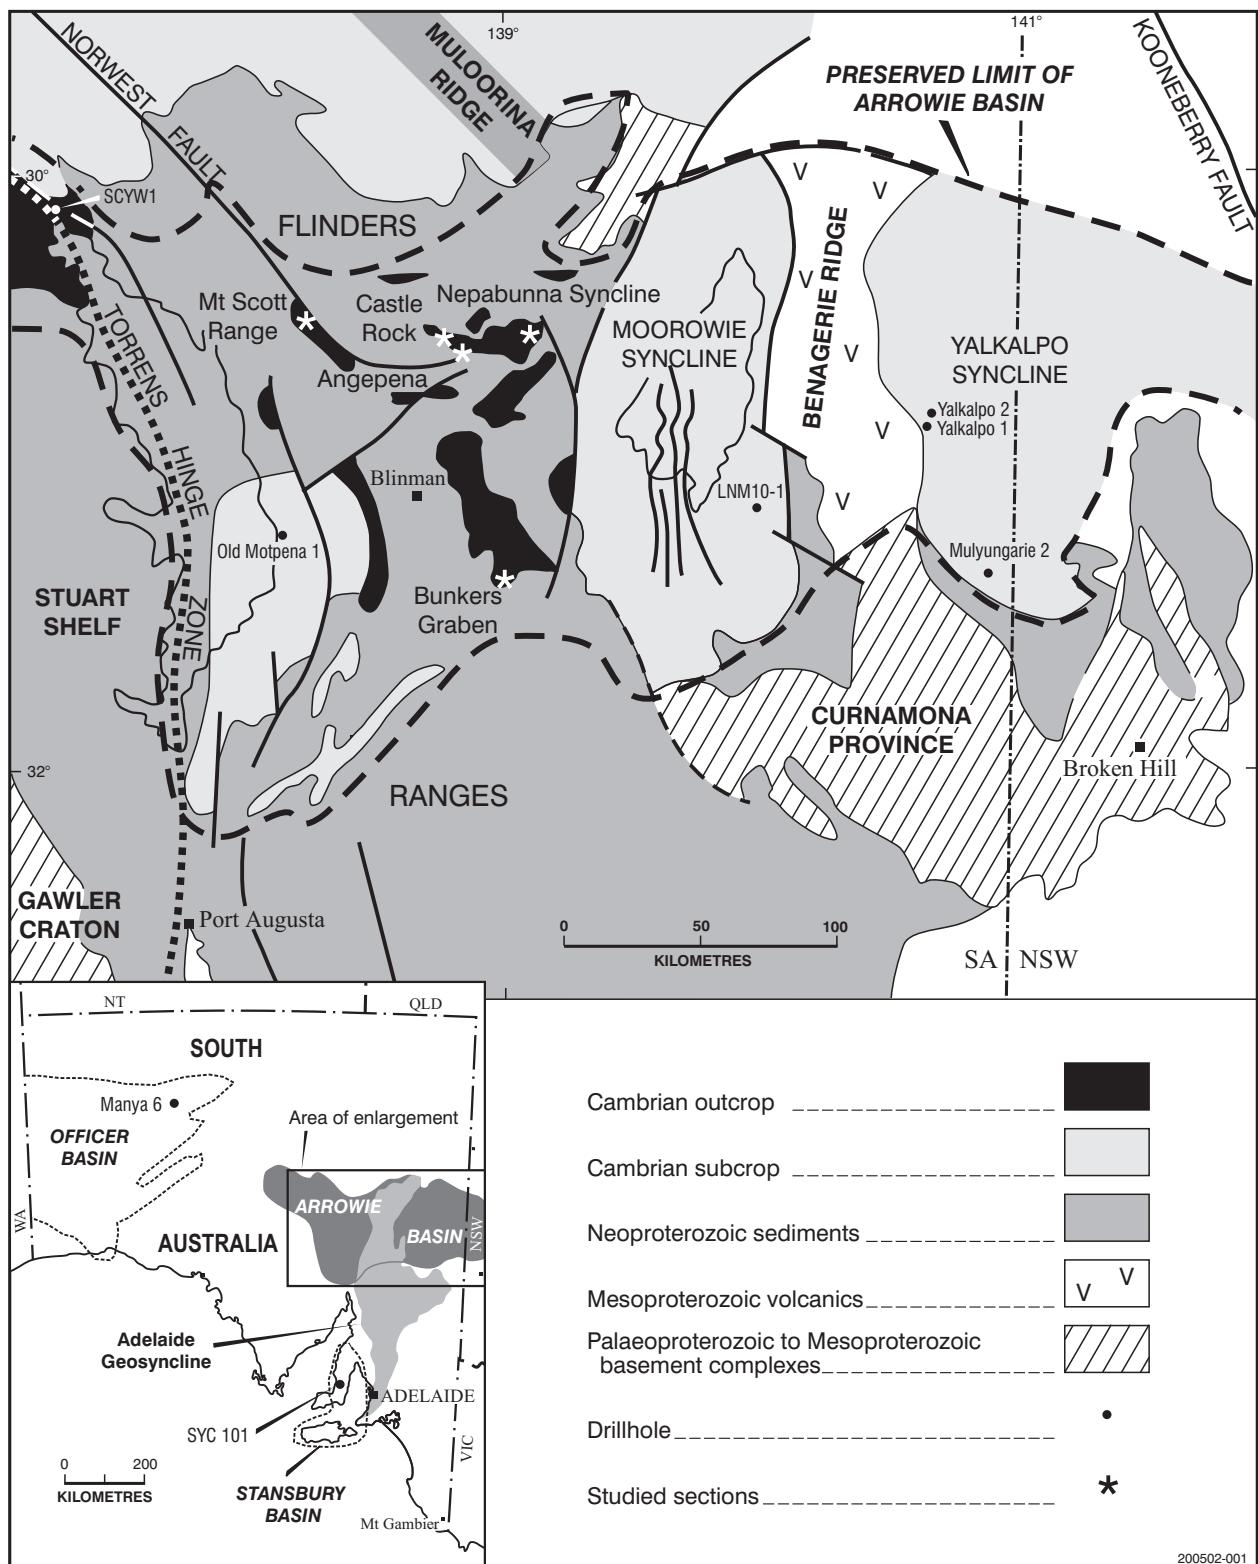 139°
141°
NORWEST
FAULT
MULOORINA
RIDGE
PRESERVED LIMIT OF
ARROWIE BASIN
KOONEBERRY FAULT
30°
SCYW1
FLINDERS
V
V
V
V
V
V
BENAGERIE RIDGE
Mt Scott
Range
Castle
Rock
Nepabunna Syncline
MOOROWIE
SYNCLINE
YALKALPO
SYNCLINE
TORRENS
HINGE
ZONE
Angepena
Yalkalpo 2
Yalkalpo 1
Blinman
LNM10-1
Old Motpena 1
Mulyungarie 2
STUART
SHELF
Bunkers
Graben
CURNAMONA
PROVINCE
Broken Hill
32°
RANGES
GAWLER
CRATON
Port Augusta
0 50 100
KILOMETRES
SA NSW
NT
QLD
SOUTH
Manya 6
Area of enlargement
OFFICER
BASIN
ARROWIE
BASIN
NSW
WA
AUSTRALIA
Adelaide
Geosyncline
ADELAIDE
SYC 101
VIC
0 200
KILOMETRES
STANSBURY
BASIN
Mt Gambier
Cambrian outcrop
Cambrian subcrop
Neoproterozoic sediments
Mesoproterozoic volcanics
V V
Palaeoproterozoic to Mesoproterozoic
basement complexes
Drillhole
Studied sections *
200502-001